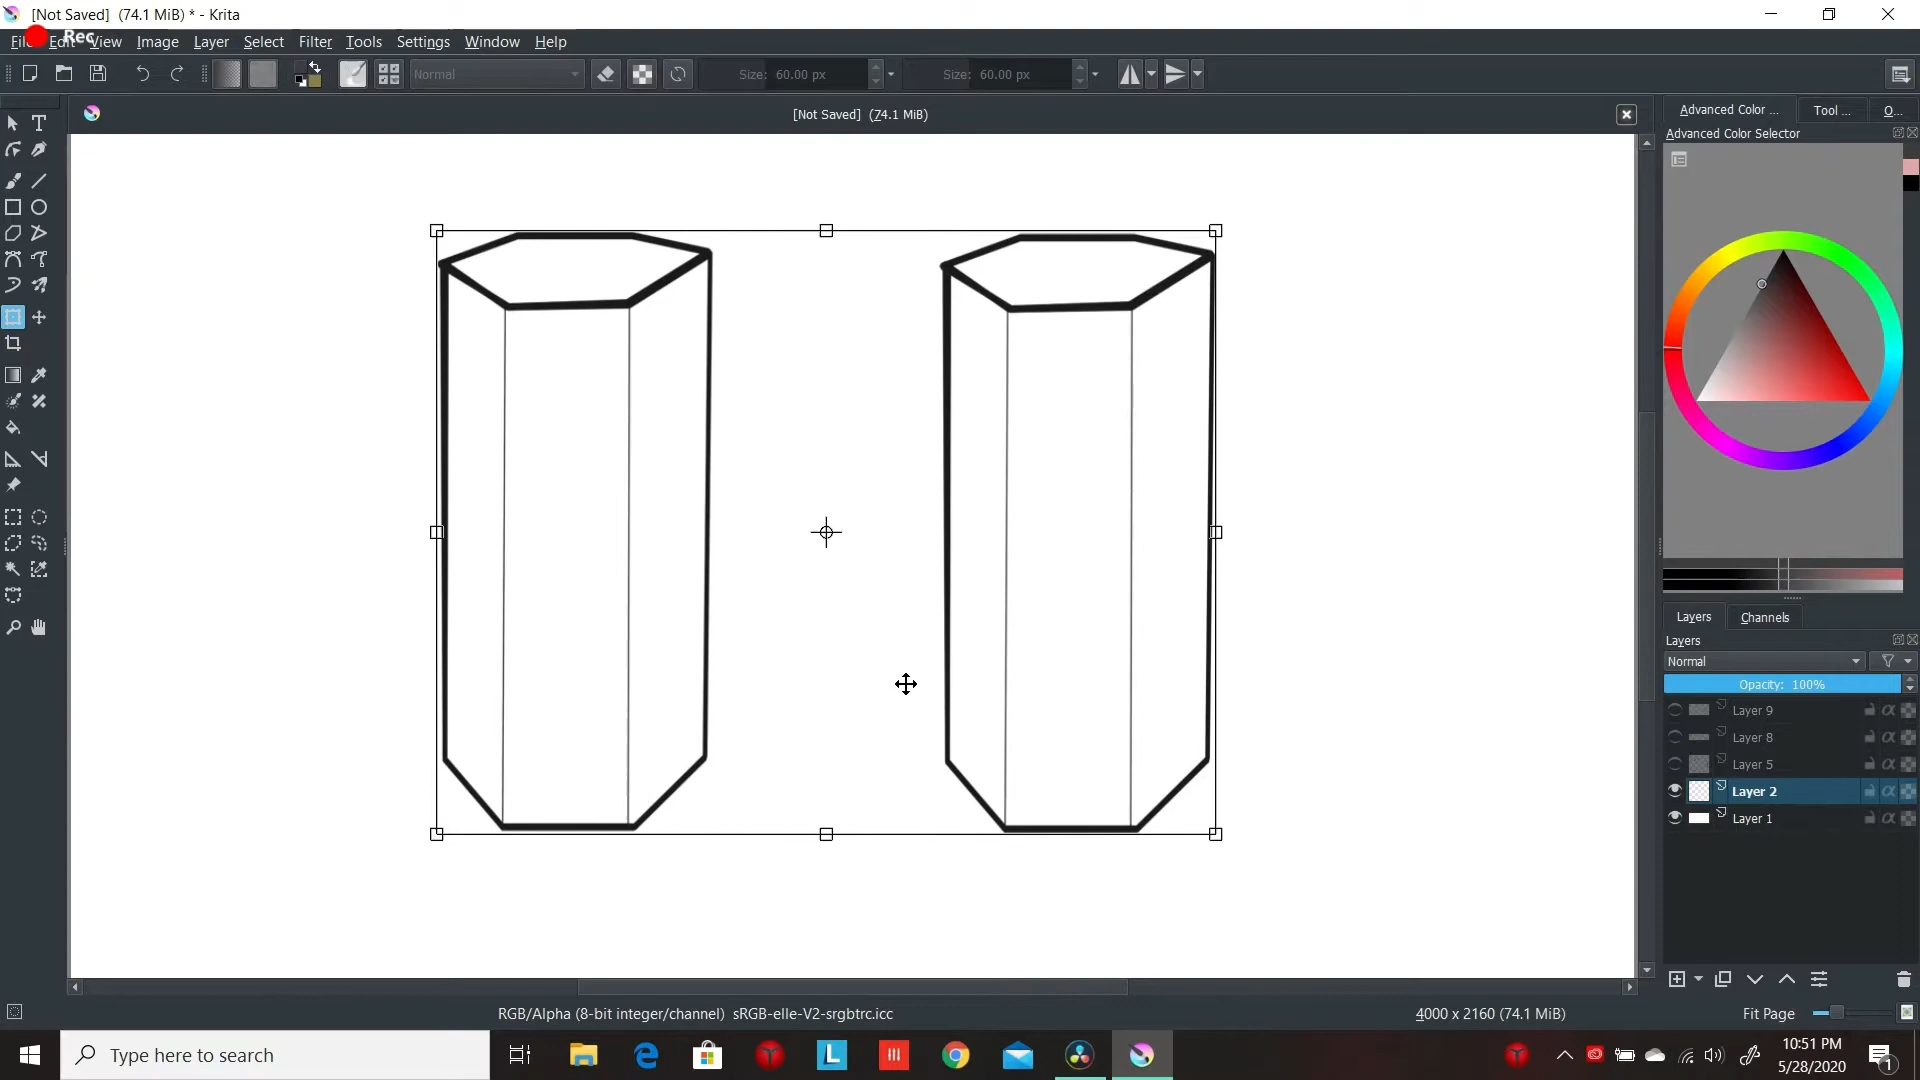 [Not Saved]  (74.1 MiB) * - Krita
Rec
File Edit View Image Layer Select Filter Tools Settings Window Help
Normal Size: 60.00 px Size: 60.00 px
[Not Saved]  (74.1 MiB)
Advanced Color ... Tool ... O...
Advanced Color Selector
Layers Channels
Layers
Normal
Opacity: 100%
Layer 9
Layer 8
Layer 5
Layer 2
Layer 1
RGB/Alpha (8-bit integer/channel)  sRGB-elle-V2-srgbtrc.icc
4000 x 2160 (74.1 MiB)
Fit Page
Type here to search
L
10:51 PM
5/28/2020
1